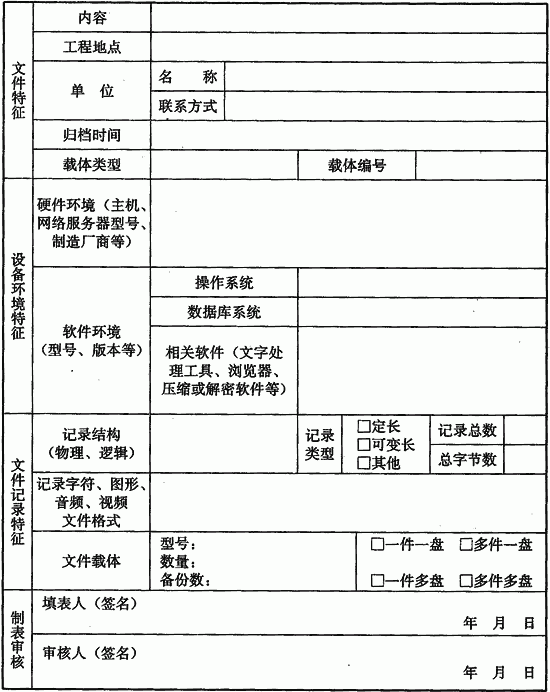 文件特征
内容
工程地点
单位
名称
联系方式
归档时间
载体类型
载体编号
设备环境特征
硬件环境（主机、
网络服务器型号、
制造厂商等）
软件环境
（型号、版本等）
操作系统
数据库系统
相关软件（文字处
理工具、浏览器、
压缩或解密软件等）
文件记录特征
记录结构
（物理、逻辑）
记录
类型
□定长
□可变长
□其他
记录总数
总字节数
记录字符、图形、
音频、视频
文件格式
文件载体
型号：
数量：
备份数：
□一件一盘 □多件一盘
□一件多盘 □多件多盘
制表审核
填表人（签名）
年 月 日
审核人（签名）
年 月 日